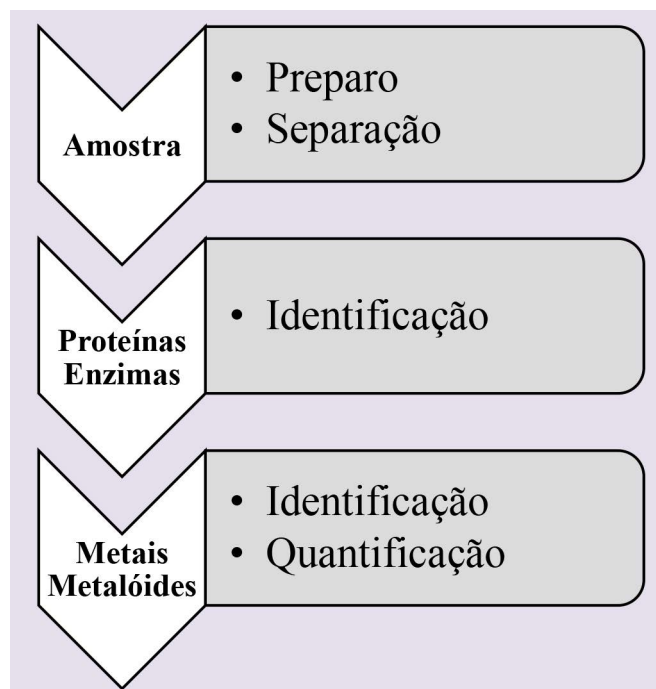 Amostra
• Preparo
• Separação
Proteínas
Enzimas
• Identificação
Metais
Metalóides
• Identificação
• Quantificação